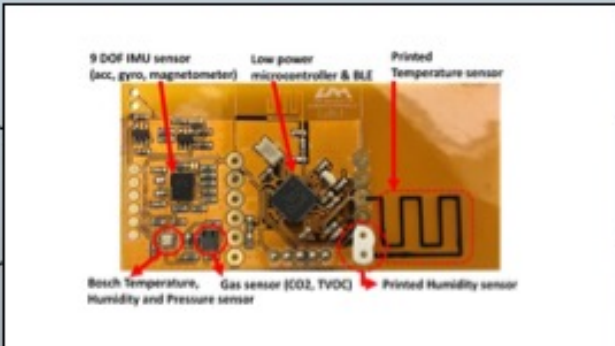 9 DOF IMU sensor
(acc, gyro, magnetometer)
Low power
microcontroller & BLE
Printed
Temperature sensor
Bosch Temperature,
Humidity and Pressure sensor
Gas sensor (CO2, TVOC)
Printed Humidity sensor